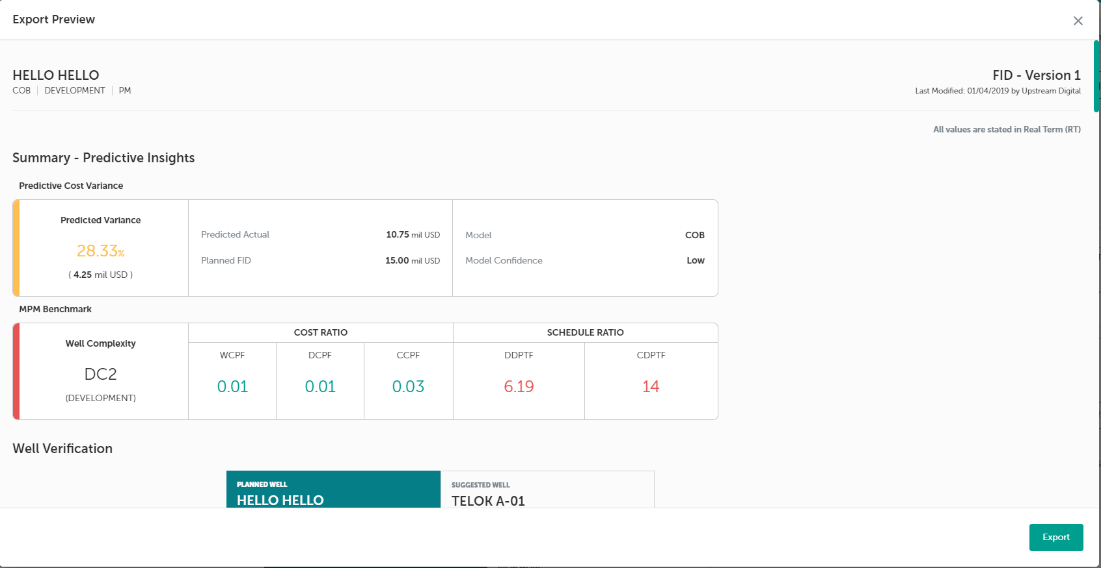 Export Preview
HELLO HELLO
FID - Version 1
COB | DEVELOPMENT | PM
Last Modified: 01/04/2019 by Upstream Digital
All values are stated in Real Term (RT)
Summary - Predictive Insights
Predictive Cost Variance
Predicted Variance
28.33%
( 4.25 mil USD )
Predicted Actual 10.75 mil USD
Planned FID 15.00 mil USD
Model COB
Model Confidence Low
MPM Benchmark
Well Complexity
DC2
(DEVELOPMENT)
COST RATIO
WCPF DCPF CCPF
0.01 0.01 0.03
SCHEDULE RATIO
DDPTF CDPTF
6.19 14
Well Verification
PLANNED WELL
HELLO HELLO
SUGGESTED WELL
TELOK A-01
Export